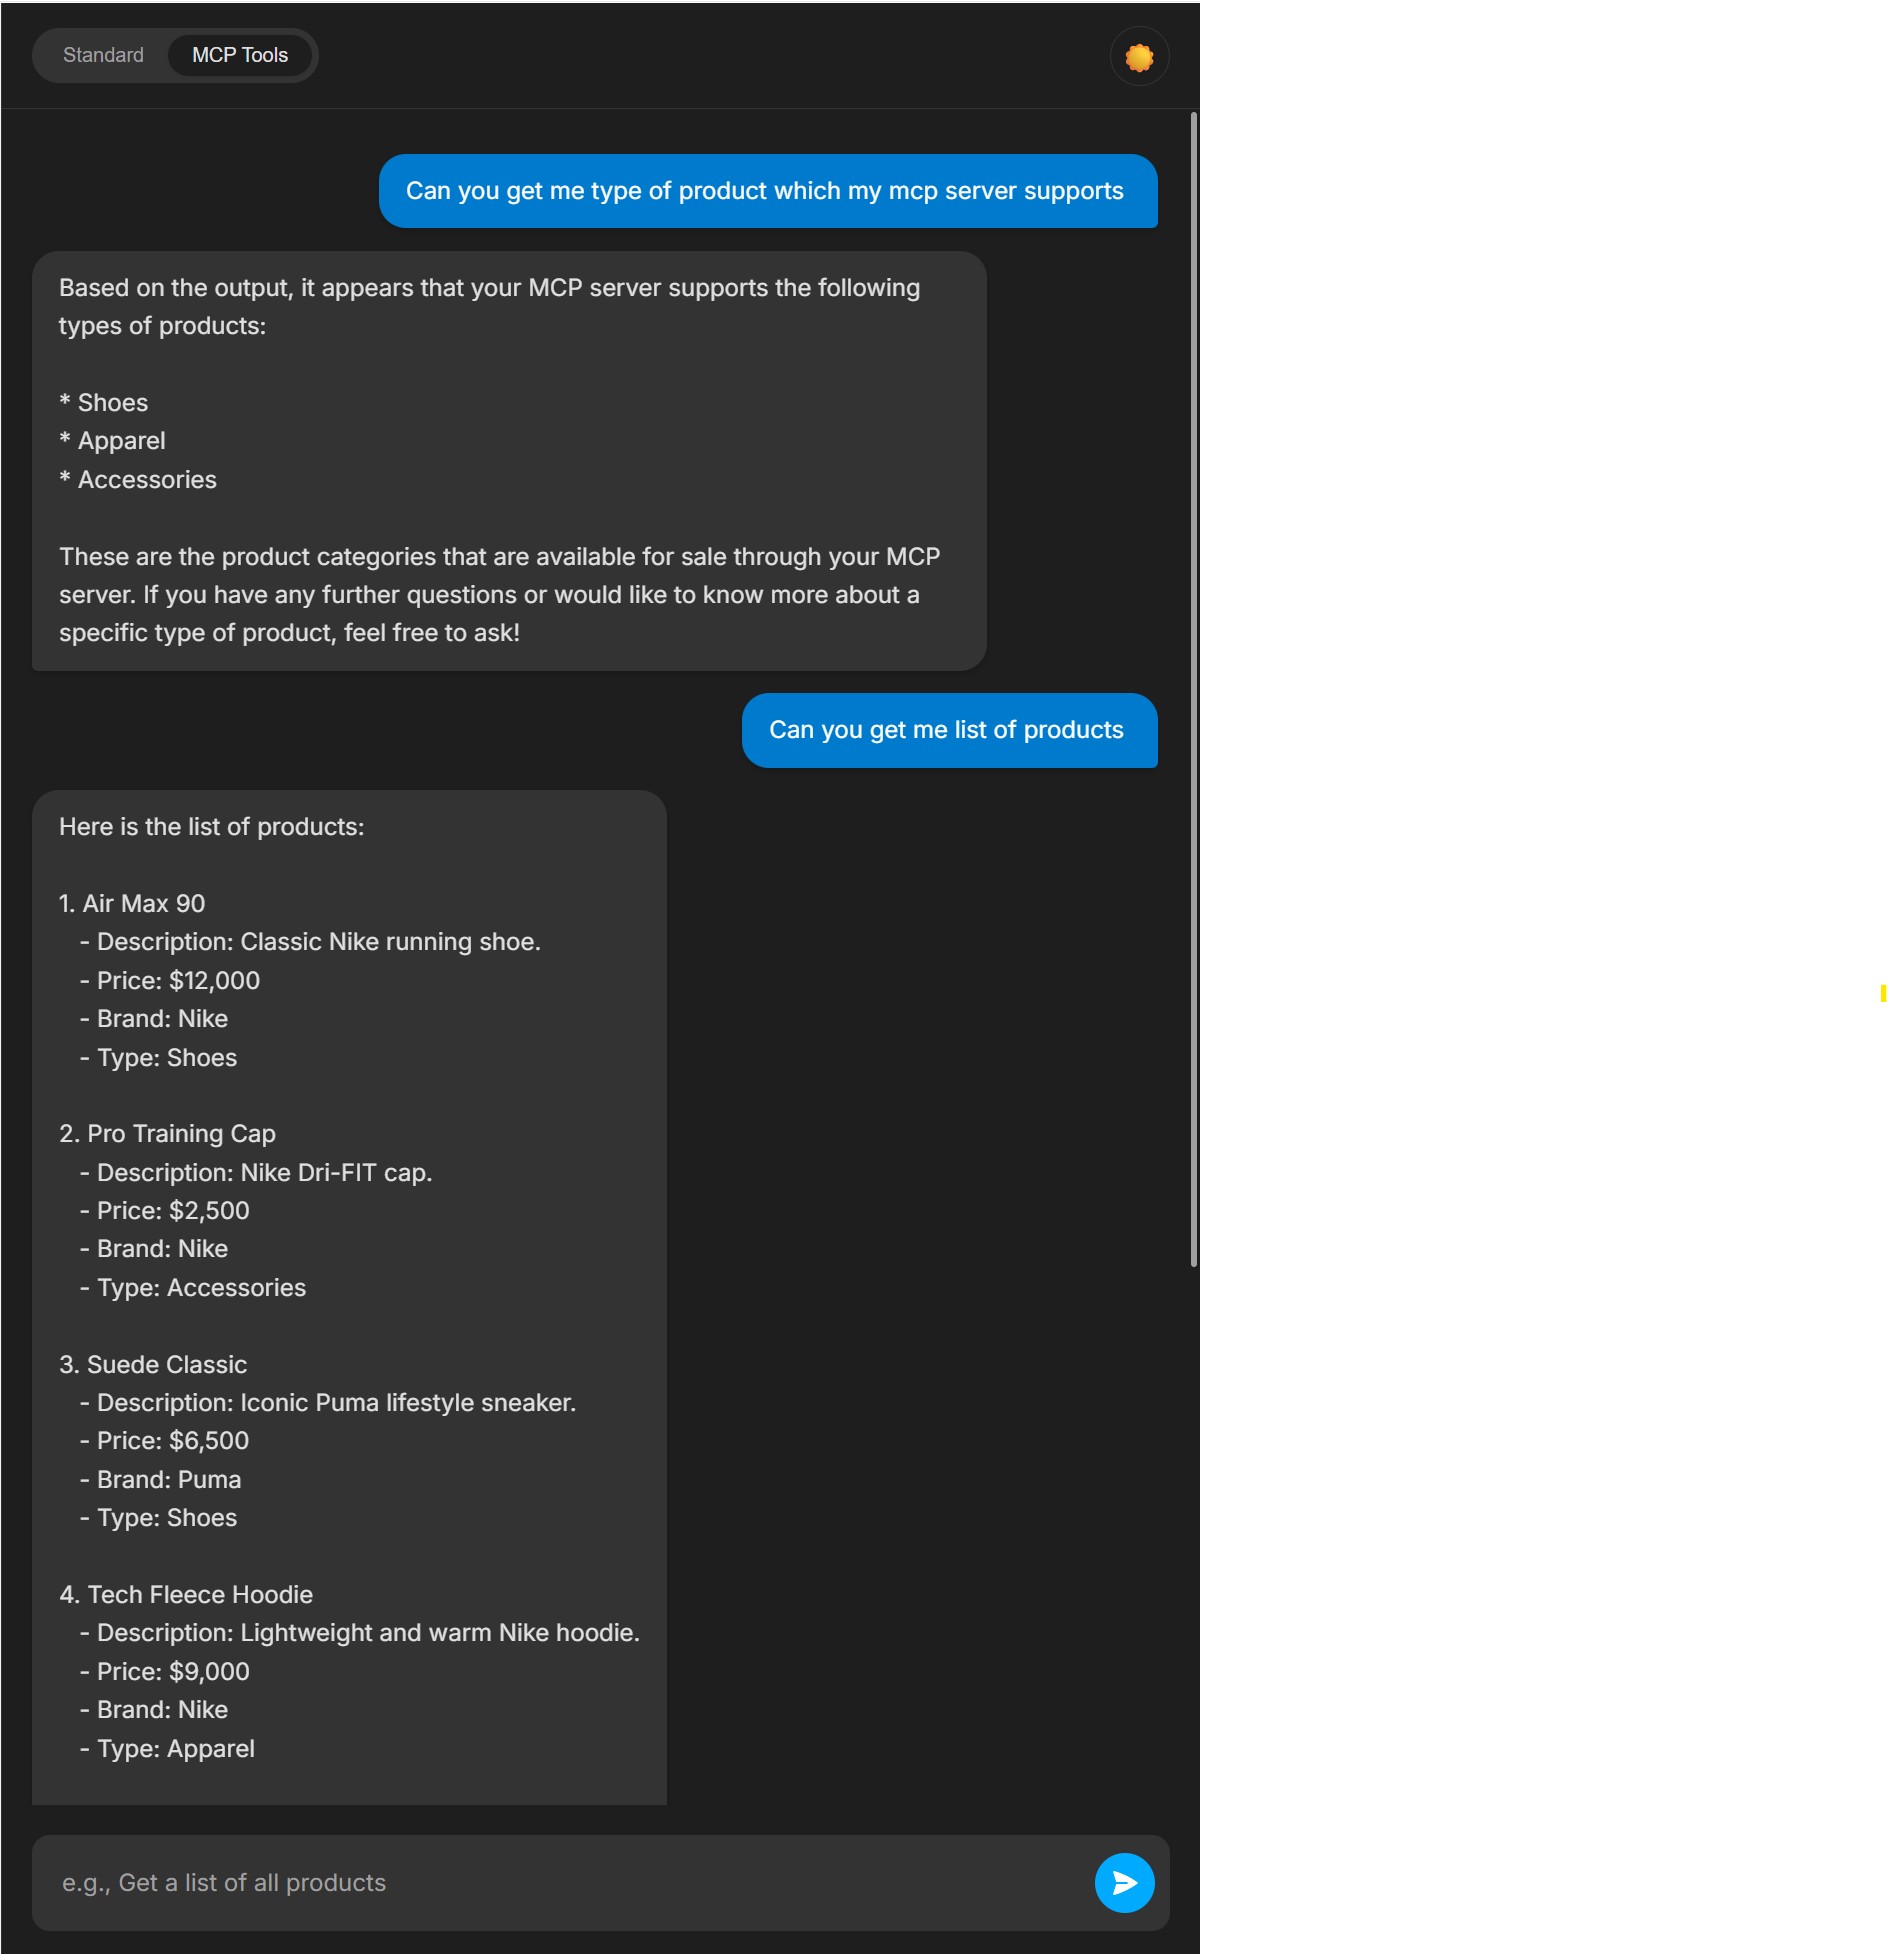 Standard
MCP Tools
Can you get me type of product which my mcp server supports
Based on the output, it appears that your MCP server supports the following
types of products:
* Shoes
* Apparel
* Accessories
These are the product categories that are available for sale through your MCP
server. If you have any further questions or would like to know more about a
specific type of product, feel free to ask!
Can you get me list of products
Here is the list of products:
1. Air Max 90
- Description: Classic Nike running shoe.
- Price: $12,000
- Brand: Nike
- Type: Shoes
2. Pro Training Cap
- Description: Nike Dri-FIT cap.
- Price: $2,500
- Brand: Nike
- Type: Accessories
3. Suede Classic
- Description: Iconic Puma lifestyle sneaker.
- Price: $6,500
- Brand: Puma
- Type: Shoes
4. Tech Fleece Hoodie
- Description: Lightweight and warm Nike hoodie.
- Price: $9,000
- Brand: Nike
- Type: Apparel
e.g., Get a list of all products